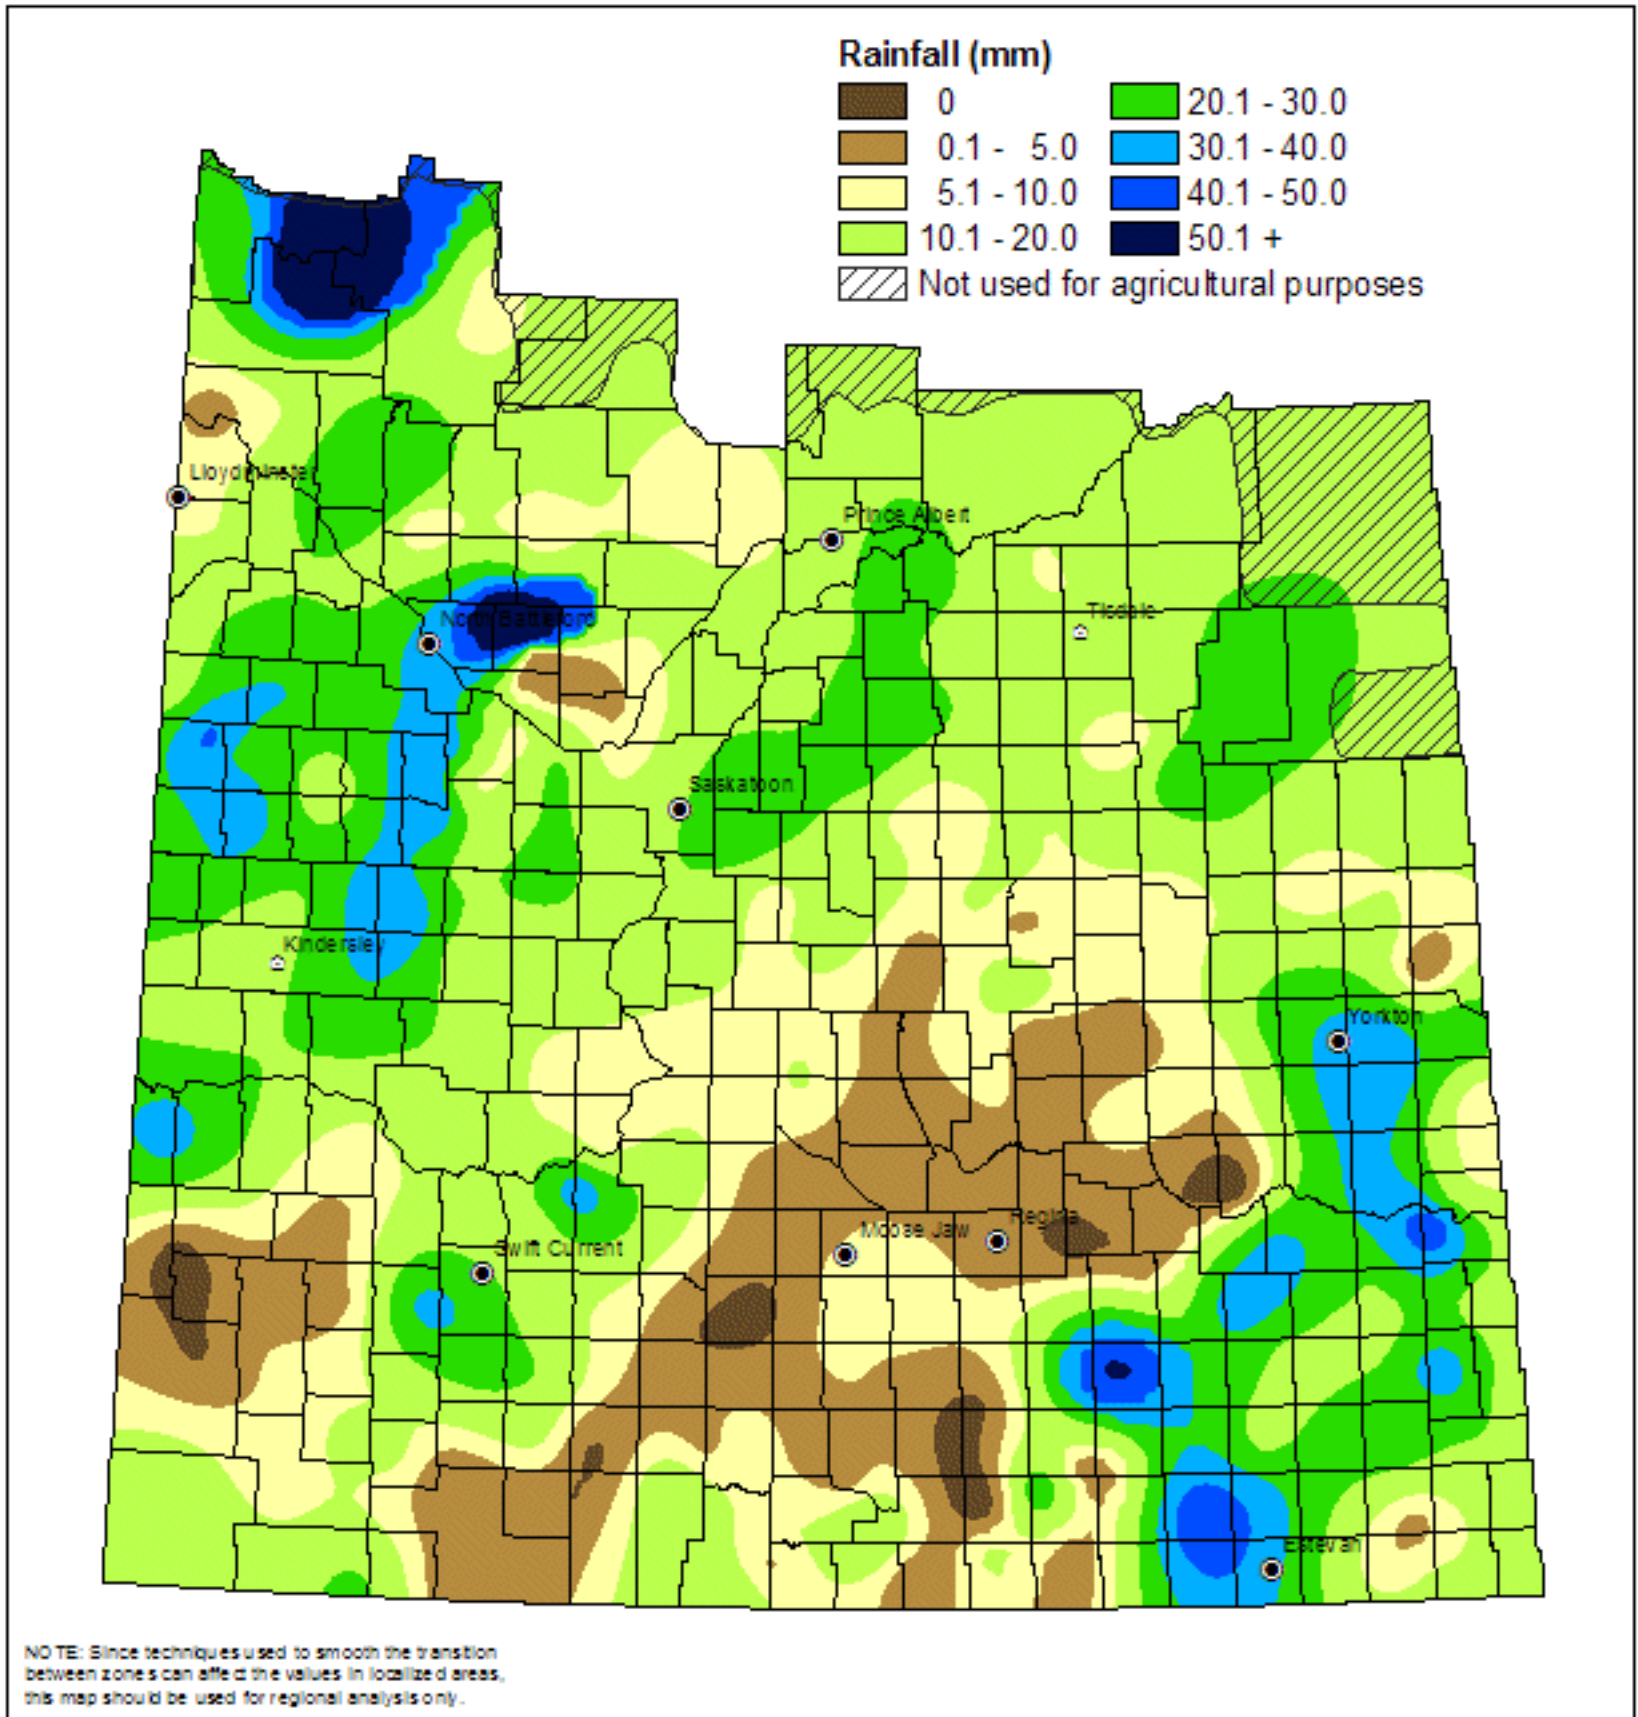 Rainfall (mm)
0
0.1 - 5.0
5.1 - 10.0
10.1 - 20.0
20.1 - 30.0
30.1 - 40.0
40.1 - 50.0
50.1 +
Not used for agricultural purposes
Lloydminster
Prince Albert
North Battleford
Tisdale
Saskatoon
Kindersley
Yorkton
Moose Jaw
Regina
Swift Current
Estevan
NOTE: Since techniques used to smooth the transition
between zones can affect the values in localized areas,
this map should be used for regional analysis only.